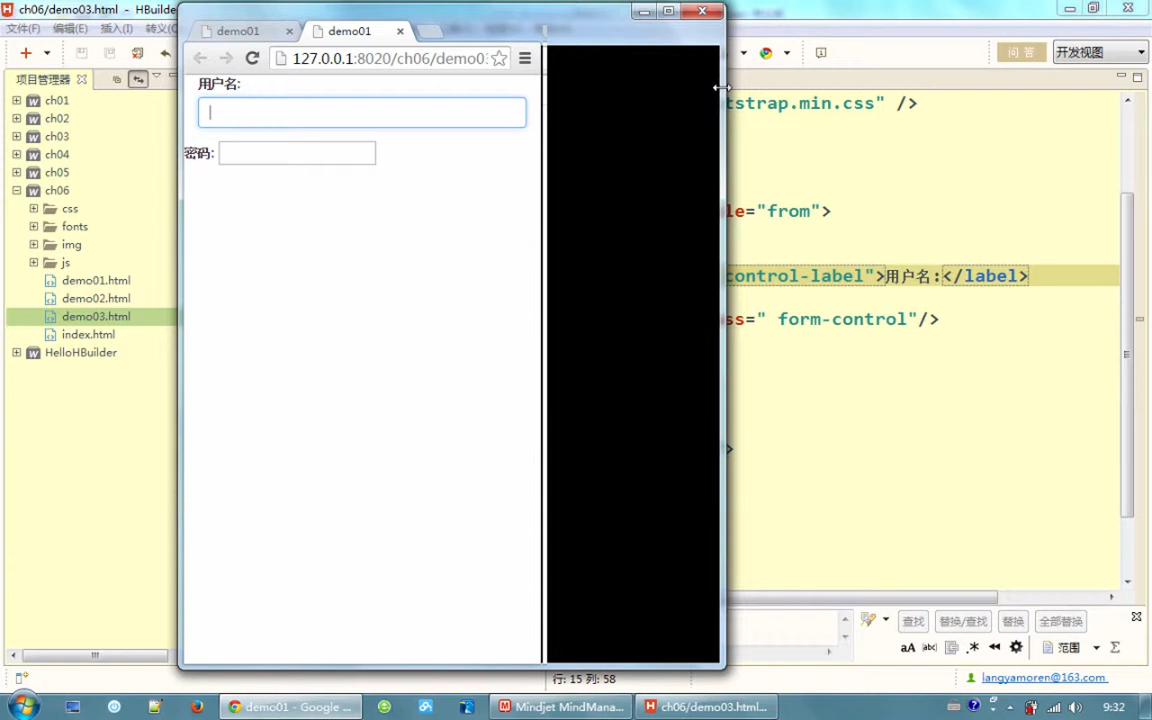 ch06/demo03.html - HBuilde
文件(F) 编辑(E) 插入(I) 转义(C
demo01
demo01
127.0.0.1:8020/ch06/demo03
问 答
开发视图
项目管理器
ch01
ch02
ch03
ch04
ch05
ch06
css
fonts
img
js
demo01.html
demo02.html
demo03.html
index.html
HelloHBuilder
用户名:
密码:
tstrap.min.css" />
le="from">
control-label">用户名:</label>
ss=" form-control"/>
>
查找
替换/查找
替换
全部替换
范围
行: 15 列: 58
langyamoren@163.com
demo01 - Google ...
Mindjet MindMana...
ch06/demo03.html...
9:32